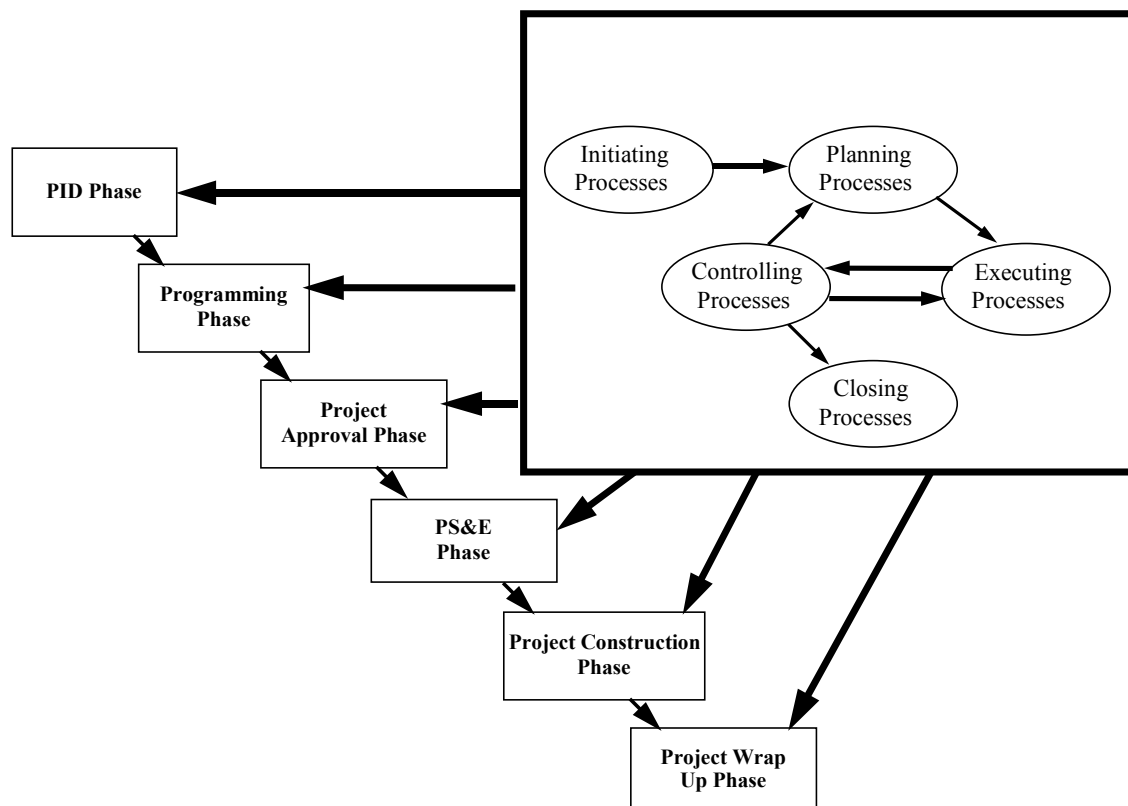 Initiating
Processes
Planning
Processes
PID Phase
Controlling
Processes
Executing
Processes
Programming
Phase
Closing
Processes
Project
Approval Phase
PS&E
Phase
Project Construction
Phase
Project Wrap
Up Phase